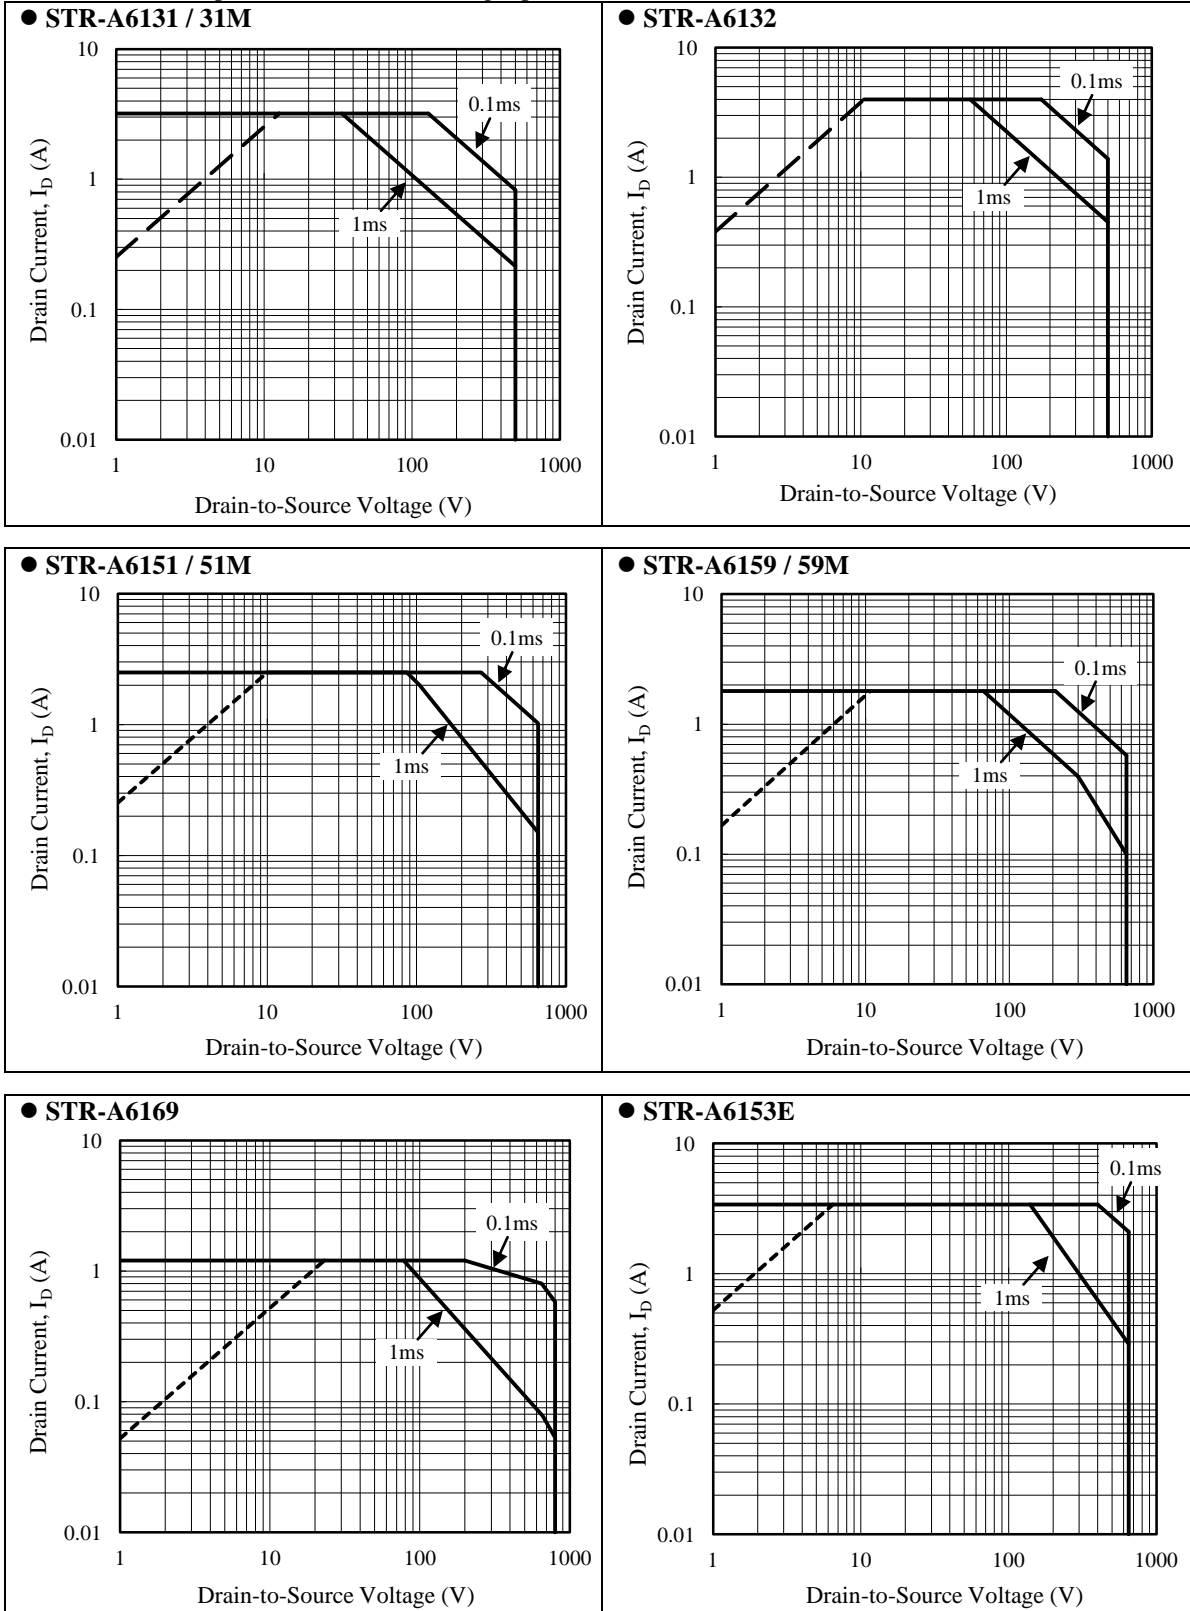 ● STR-A6131 / 31M
10
1
0.1
0.01
1
10
100
1000
0.1ms
1ms
Drain Current, I_D (A)
Drain-to-Source Voltage (V)
● STR-A6132
10
1
0.1
0.01
1
10
100
1000
0.1ms
1ms
Drain Current, I_D (A)
Drain-to-Source Voltage (V)
● STR-A6151 / 51M
10
1
0.1
0.01
1
10
100
1000
0.1ms
1ms
Drain Current, I_D (A)
Drain-to-Source Voltage (V)
● STR-A6159 / 59M
10
1
0.1
0.01
1
10
100
1000
0.1ms
1ms
Drain Current, I_D (A)
Drain-to-Source Voltage (V)
● STR-A6169
10
1
0.1
0.01
1
10
100
1000
0.1ms
1ms
Drain Current, I_D (A)
Drain-to-Source Voltage (V)
● STR-A6153E
10
1
0.1
0.01
1
10
100
1000
0.1ms
1ms
Drain Current, I_D (A)
Drain-to-Source Voltage (V)